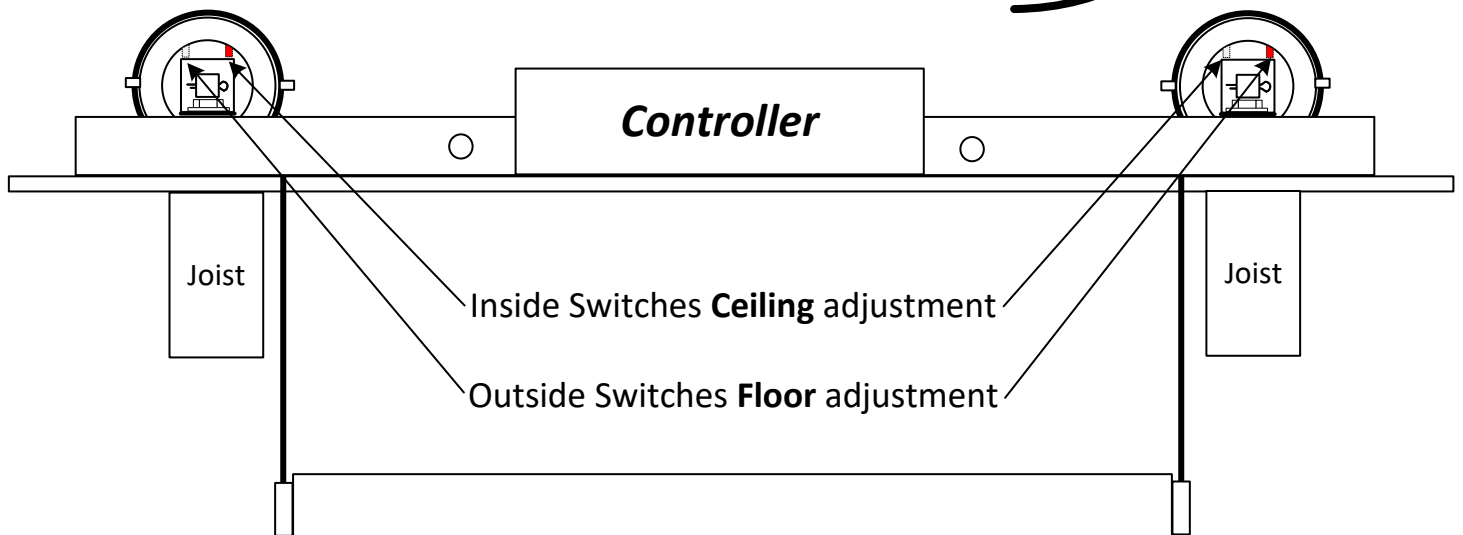 Controller
Joist
Joist
Inside Switches Ceiling adjustment
Outside Switches Floor adjustment